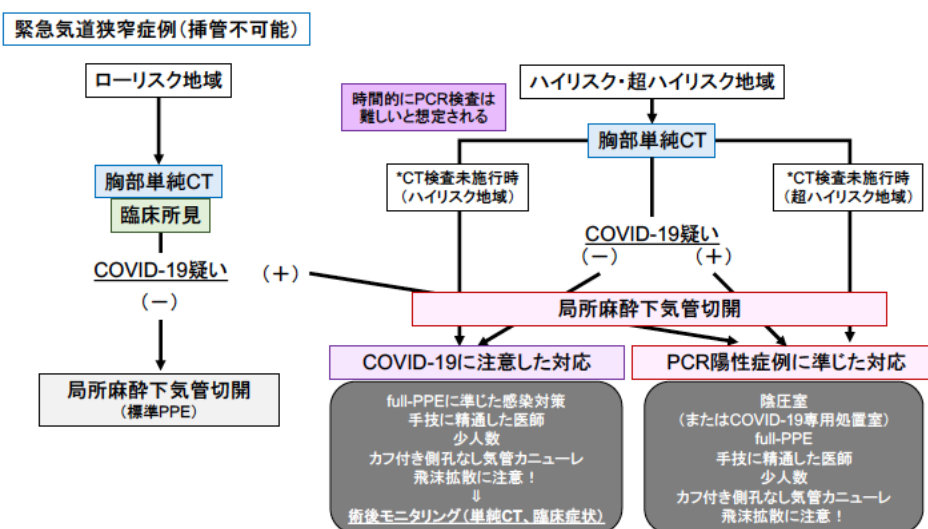 緊急気道狭窄症例(挿管不可能)
ローリスク地域
胸部単純CT
臨床所見
COVID-19疑い
(－)
(＋)
局所麻酔下気管切開
(標準PPE)
時間的にPCR検査は
難しいと想定される
ハイリスク・超ハイリスク地域
胸部単純CT
*CT検査未施行時
(ハイリスク地域)
*CT検査未施行時
(超ハイリスク地域)
COVID-19疑い
(－) (＋)
局所麻酔下気管切開
COVID-19に注意した対応
full-PPEに準じた感染対策
手技に精通した医師
少人数
カフ付き側孔なし気管カニューレ
飛沫拡散に注意！
⇓
術後モニタリング(単純CT、臨床症状)
PCR陽性症例に準じた対応
陰圧室
(またはCOVID-19専用処置室)
full-PPE
手技に精通した医師
少人数
カフ付き側孔なし気管カニューレ
飛沫拡散に注意！